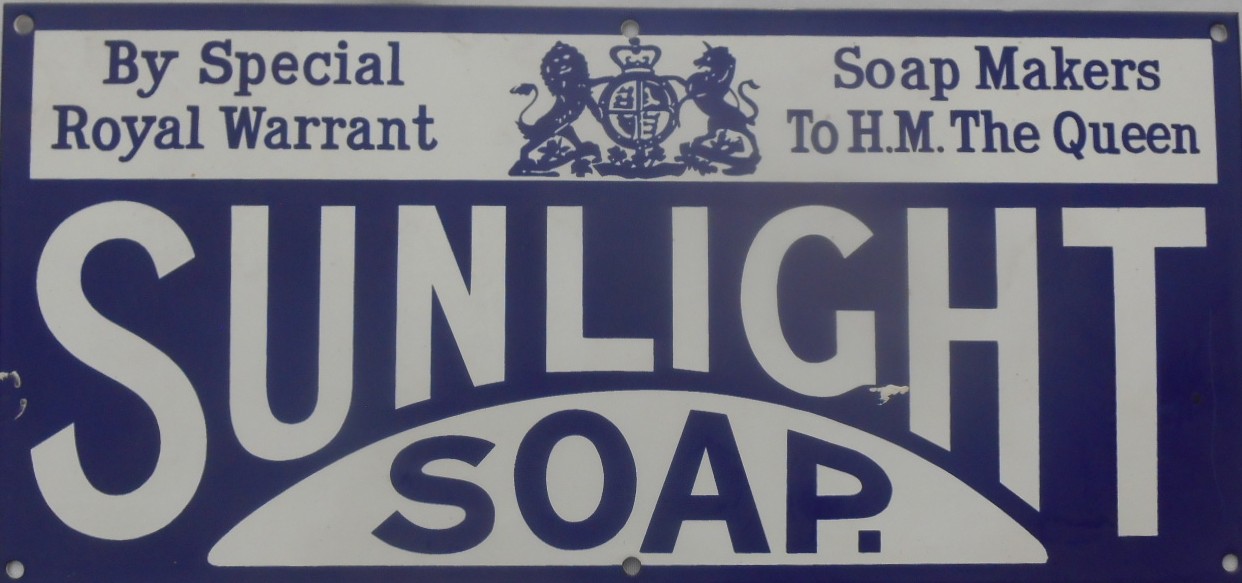 By Special
Royal Warrant
Soap Makers
To H.M. The Queen
SUNLIGHT
SOAP.